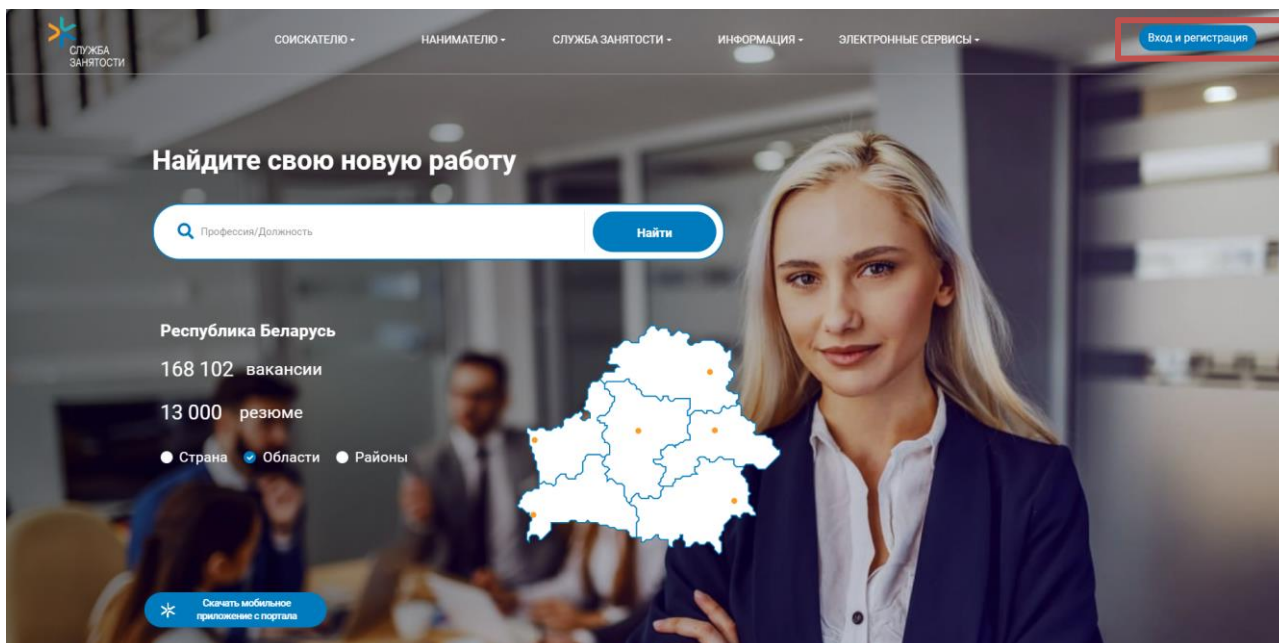 СЛУЖБА
ЗАНЯТОСТИ
СОИСКАТЕЛЮ
НАНИМАТЕЛЮ
СЛУЖБА ЗАНЯТОСТИ
ИНФОРМАЦИЯ
ЭЛЕКТРОННЫЕ СЕРВИСЫ
Вход и регистрация
Найдите свою новую работу
Профессия/Должность
Найти
Республика Беларусь
168 102 вакансии
13 000 резюме
Страна Области Районы
Скачать мобильное
приложение с портала